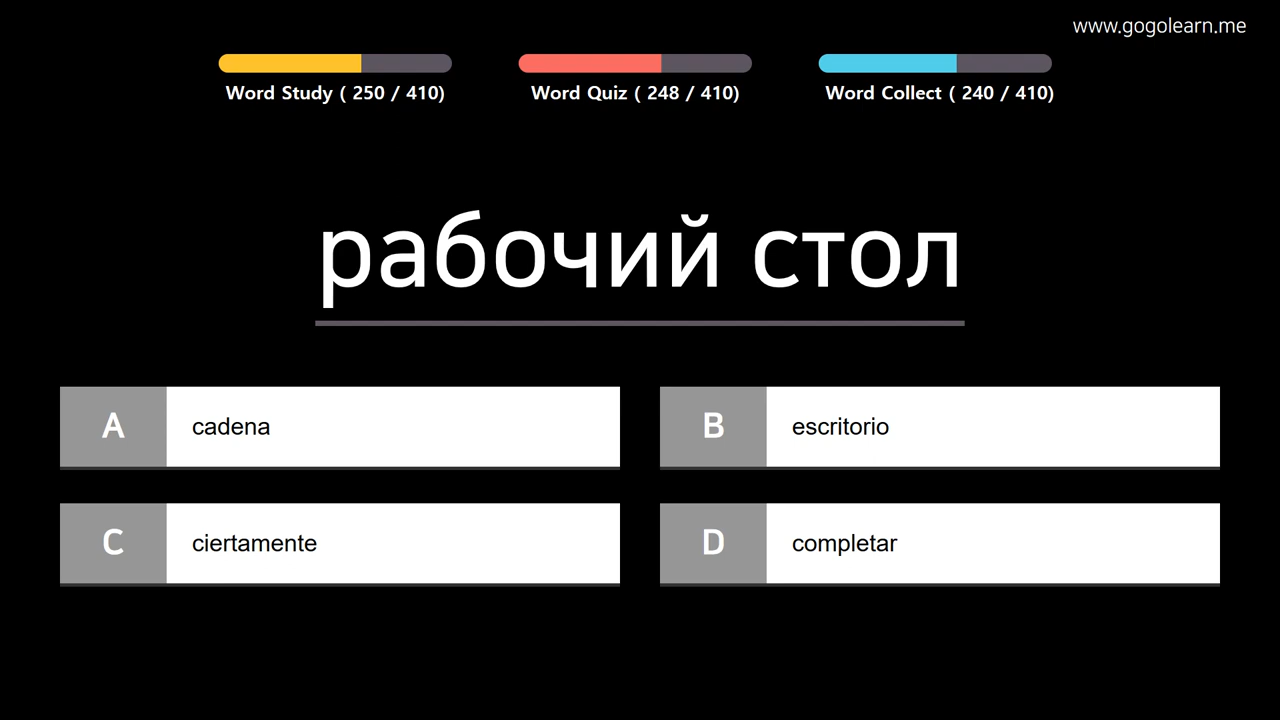 www.gogolearn.me
Word Study ( 250 / 410)
Word Quiz ( 248 / 410)
Word Collect ( 240 / 410)
рабочий стол
A cadena
B escritorio
C ciertamente
D completar